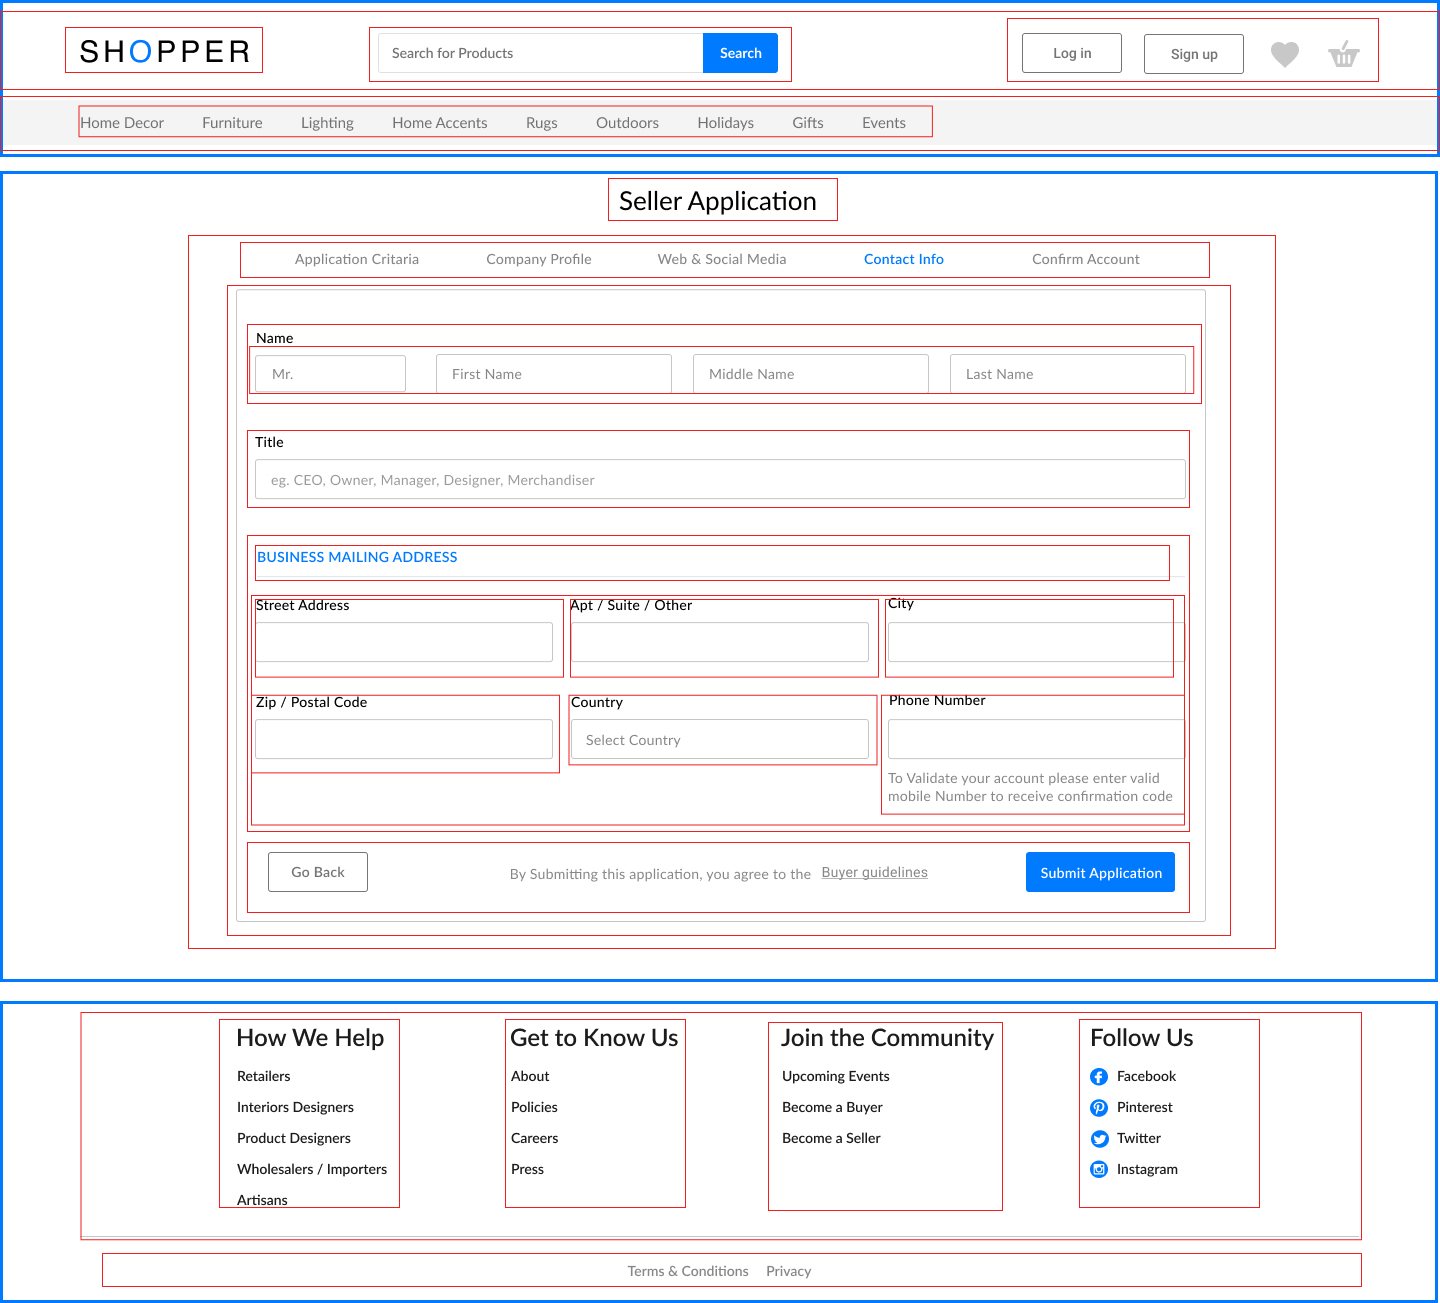 SHOPPER
Search for Products Search
Log in Sign up
Home Decor Furniture Lighting Home Accents Rugs Outdoors Holidays Gifts Events
Seller Application
Application Critaria Company Profile Web & Social Media Contact Info Confirm Account
Name
Mr. First Name Middle Name Last Name
Title
eg. CEO, Owner, Manager, Designer, Merchandiser
BUSINESS MAILING ADDRESS
Street Address Apt / Suite / Other City
Zip / Postal Code Country Phone Number
Select Country
To Validate your account please enter valid
mobile Number to receive confirmation code
Go Back By Submitting this application, you agree to the Buyer guidelines Submit Application
How We Help Get to Know Us Join the Community Follow Us
Retailers About Upcoming Events Facebook
Interiors Designers Policies Become a Buyer Pinterest
Product Designers Careers Become a Seller Twitter
Wholesalers / Importers Press Instagram
Artisans
Terms & Conditions Privacy